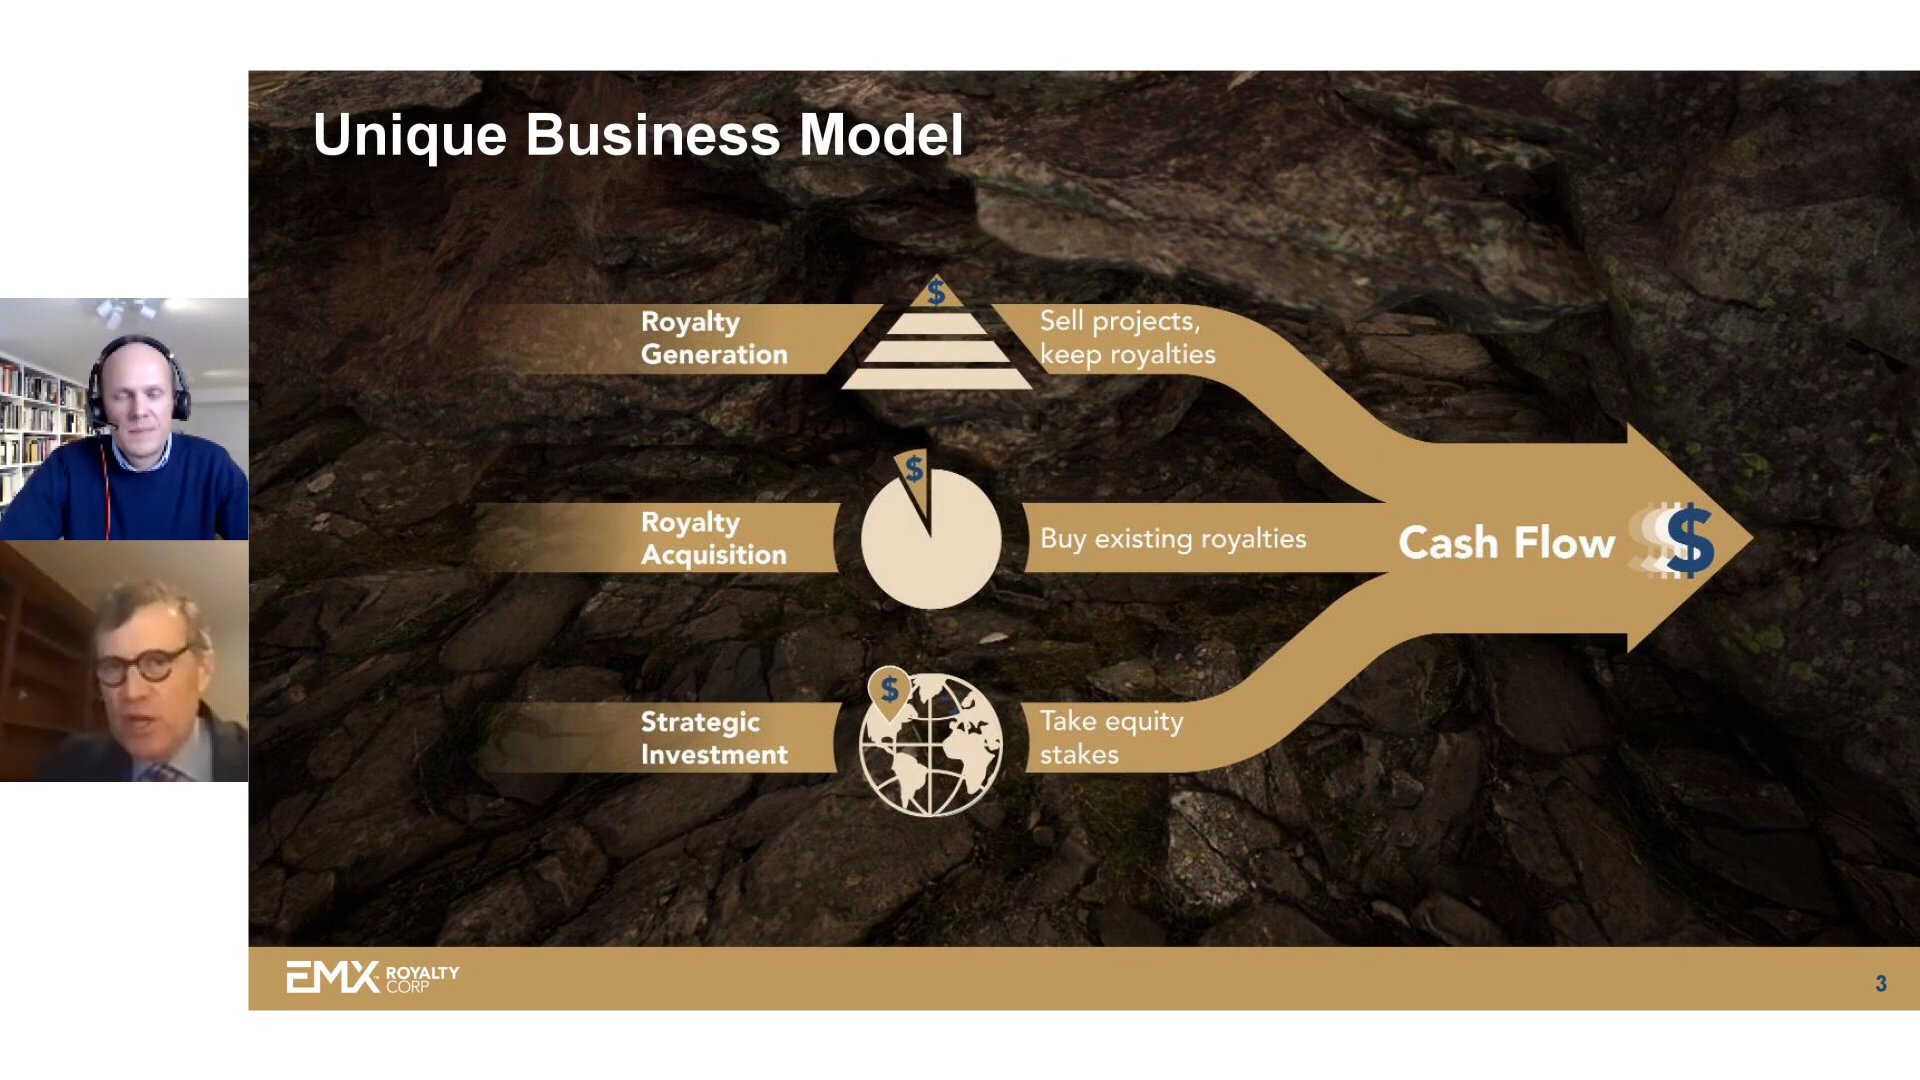 Unique Business Model
$
Royalty
Generation
Sell projects,
keep royalties
$
Royalty
Acquisition
Buy existing royalties
Cash Flow $
$
Strategic
Investment
Take equity
stakes
EMX™ ROYALTY
CORP
3